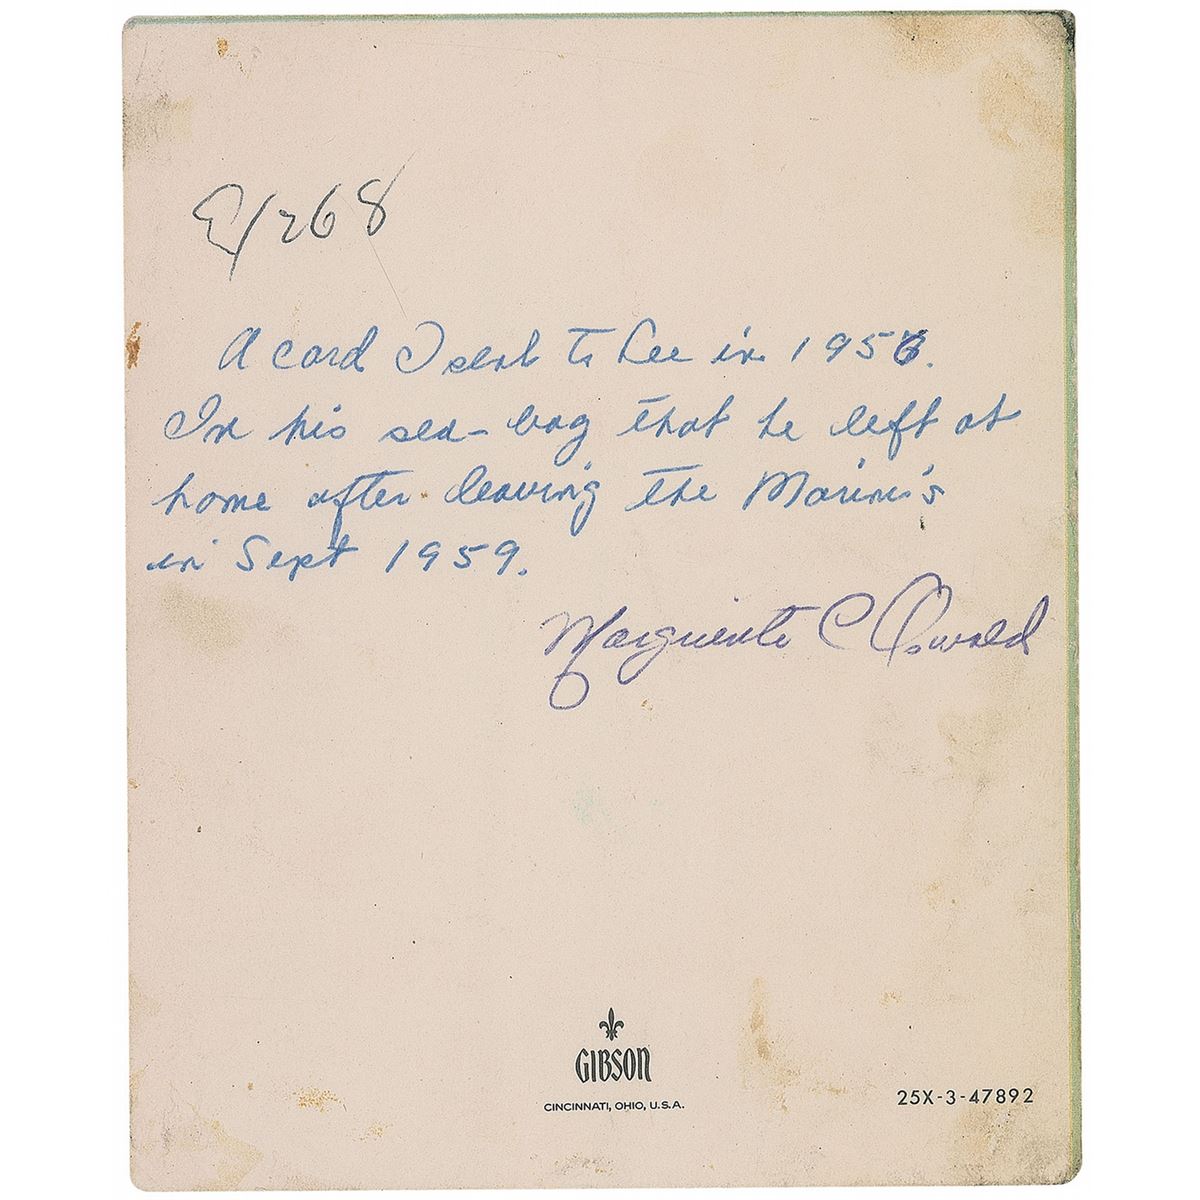 E/268
A card I sent to Lee in 1956.
In his sea-bag that he left at
home after leaving the Marine's
in Sept 1959.
Marguerite C Oswald
GIBSON
CINCINNATI, OHIO, U.S.A.
25X-3-47892